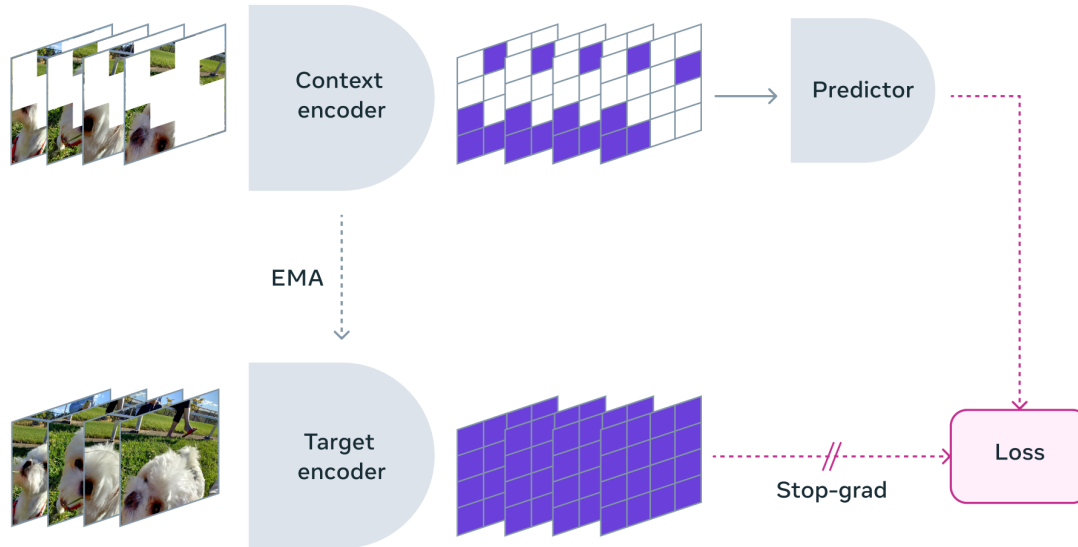 Context
encoder
Predictor
EMA
Target
encoder
Stop-grad
Loss